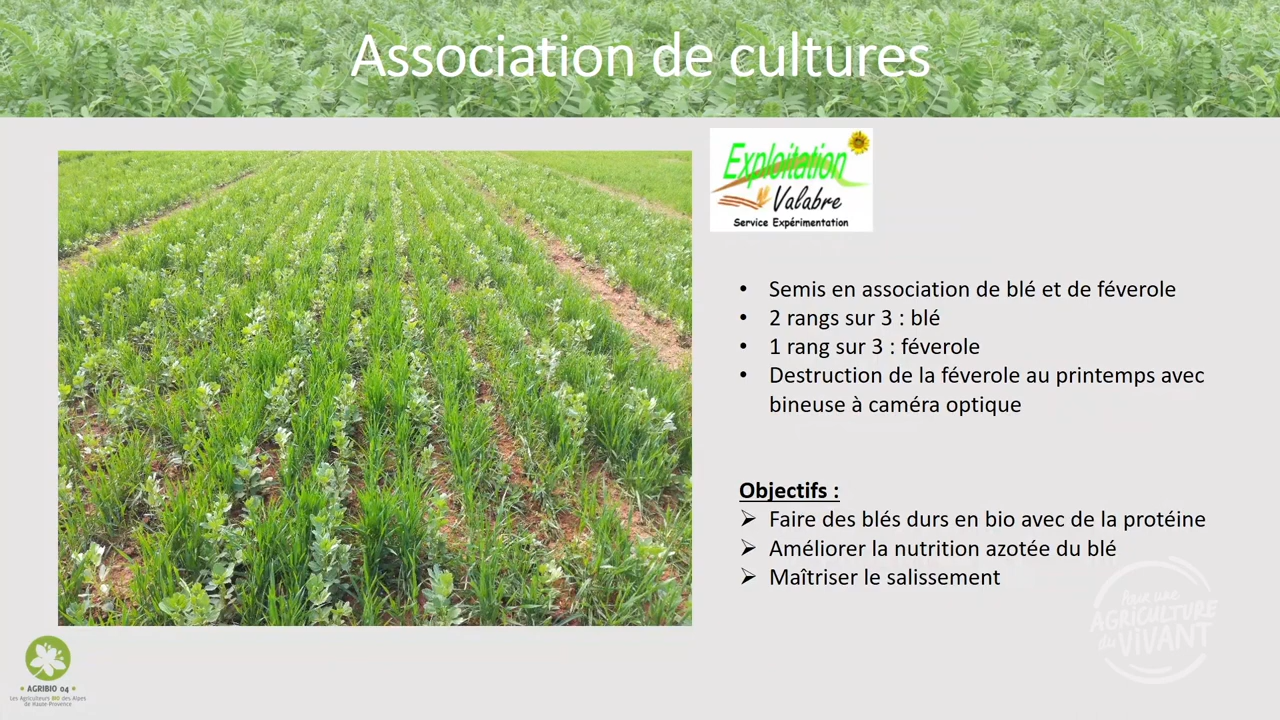 Association de cultures
Exploitation
Valabre
Service Expérimentation
• Semis en association de blé et de féverole
• 2 rangs sur 3 : blé
• 1 rang sur 3 : féverole
• Destruction de la féverole au printemps avec
bineuse à caméra optique
Objectifs :
➢ Faire des blés durs en bio avec de la protéine
➢ Améliorer la nutrition azotée du blé
➢ Maîtriser le salissement
Pour une
AGRICULTURE
du ViVANT
• AGRIBIO 04 •
Les Agriculteurs BIO des Alpes
de Haute-Provence